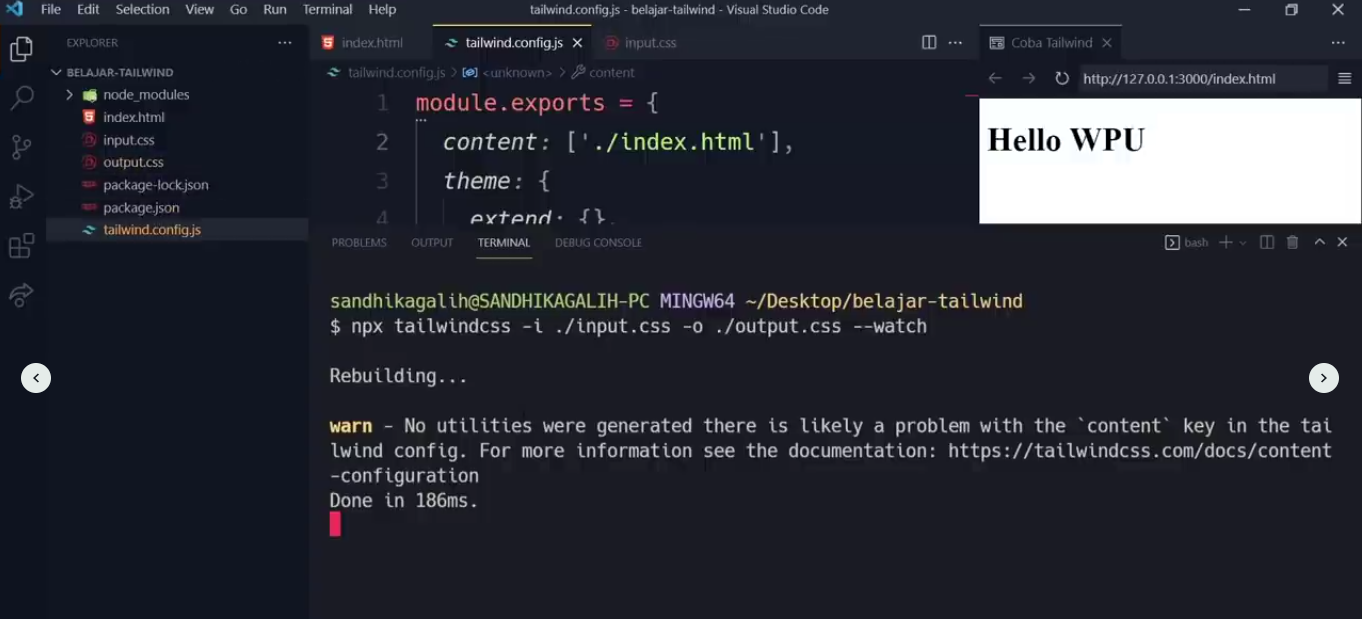 File Edit Selection View Go Run Terminal Help
tailwind.config.js - belajar-tailwind - Visual Studio Code
EXPLORER
BELAJAR-TAILWIND
node_modules
index.html
input.css
output.css
package-lock.json
package.json
tailwind.config.js
index.html
tailwind.config.js
input.css
tailwind.config.js > <unknown> > content
1 module.exports = {
2 content: ['./index.html'],
3 theme: {
4 extend: {},
Coba Tailwind
http://127.0.0.1:3000/index.html
Hello WPU
PROBLEMS OUTPUT TERMINAL DEBUG CONSOLE
bash
sandhikagalih@SANDHIKAGALIH-PC MINGW64 ~/Desktop/belajar-tailwind
$ npx tailwindcss -i ./input.css -o ./output.css --watch
Rebuilding...
warn - No utilities were generated there is likely a problem with the `content` key in the tai
lwind config. For more information see the documentation: https://tailwindcss.com/docs/content
-configuration
Done in 186ms.